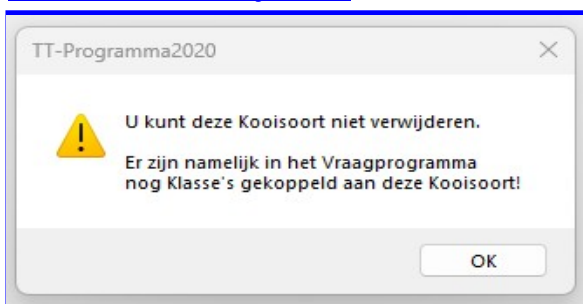 TT-Programma2020
U kunt deze Kooisoort niet verwijderen.
Er zijn namelijk in het Vraagprogramma
nog Klasse's gekoppeld aan deze Kooisoort!
OK